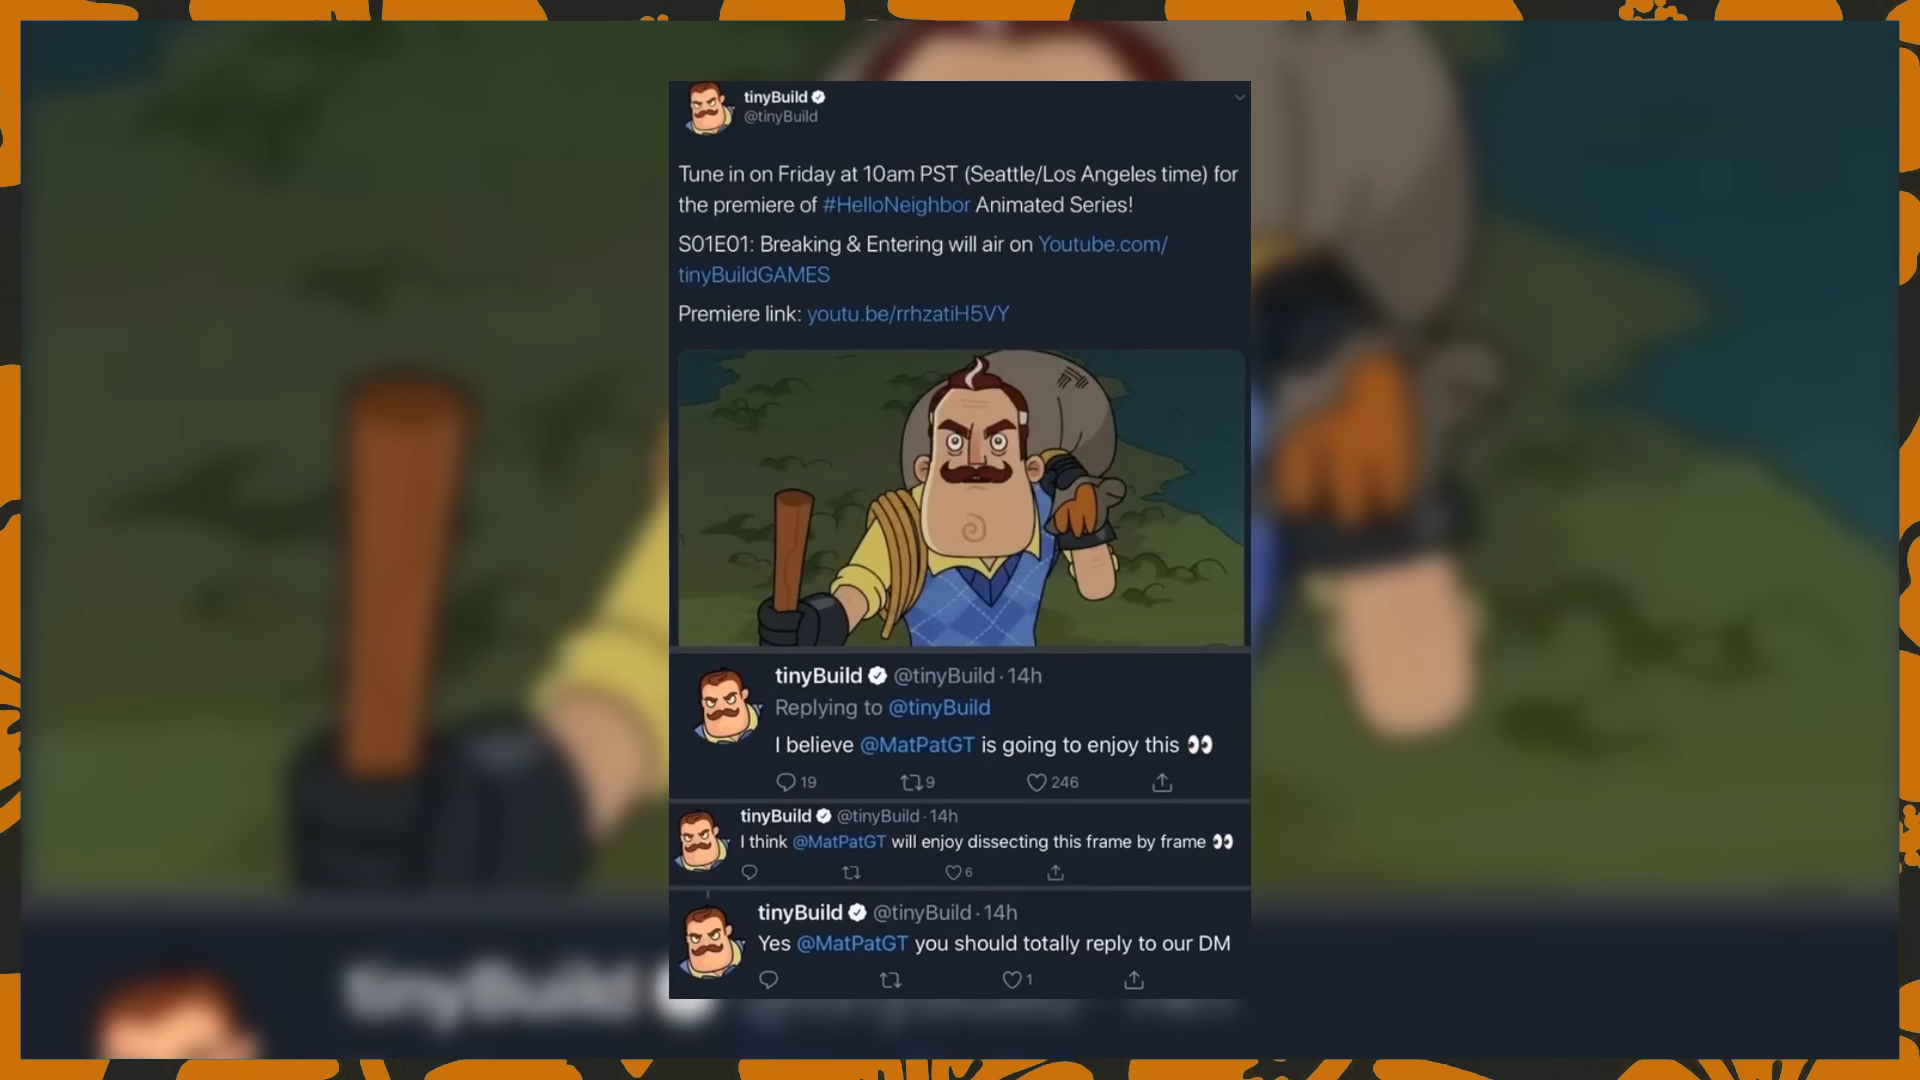 tinyBuild
@tinyBuild
Tune in on Friday at 10am PST (Seattle/Los Angeles time) for
the premiere of #HelloNeighbor Animated Series!
S01E01: Breaking & Entering will air on Youtube.com/
tinyBuildGAMES
Premiere link: youtu.be/rrhzatiH5VY
tinyBuild @tinyBuild · 14h
Replying to @tinyBuild
I believe @MatPatGT is going to enjoy this 👀
19 9 246
tinyBuild @tinyBuild · 14h
I think @MatPatGT will enjoy dissecting this frame by frame 👀
6
tinyBuild @tinyBuild · 14h
Yes @MatPatGT you should totally reply to our DM
1
tinyBuild